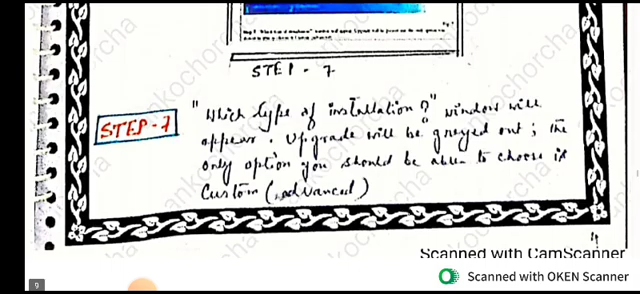 STEP - 7
STEP-7
"Which type of installation?" window will
appear. Upgrade will be "greyed out; the
only option you should be able to choose is
Custom (advanced)
Scanned with CamScanner
Scanned with OKEN Scanner
9